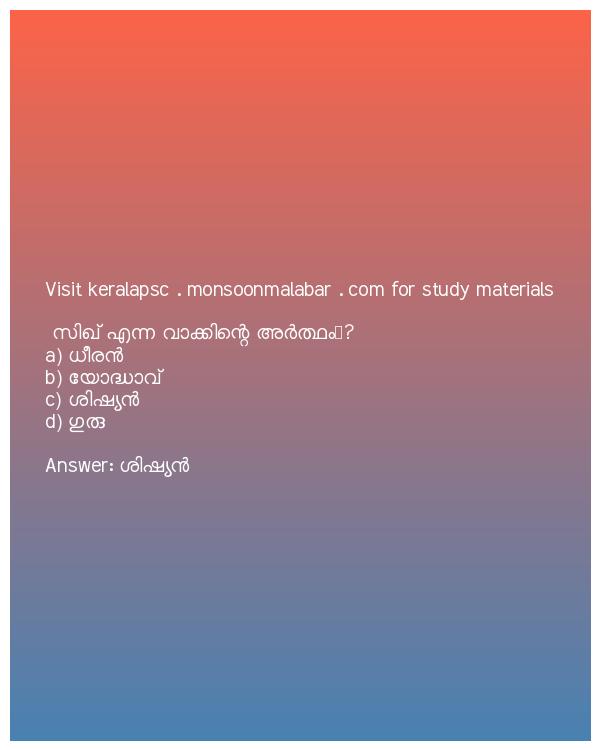 Visit keralapsc . monsoonmalabar . com for study materials
സിഖ് എന്ന വാക്കിന്റെ അർത്ഥം?
a) ധീരൻ
b) യോദ്ധാവ്
c) ശിഷ്യൻ
d) ഗുരു
Answer: ശിഷ്യൻ